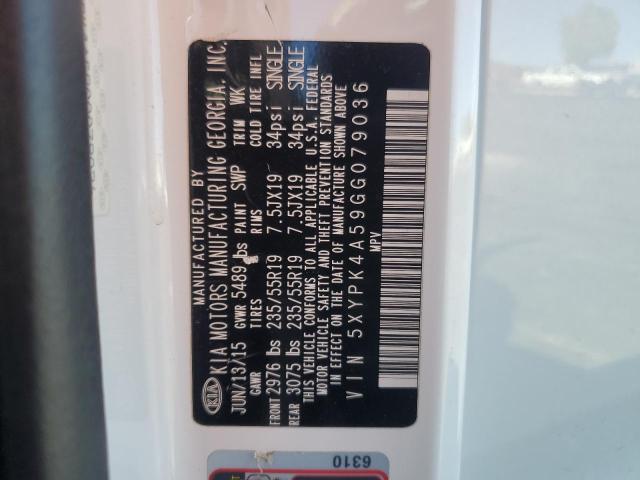 MANUFACTURED BY
KIA KIA MOTORS MANUFACTURING GEORGIA, INC.
JUN/13/15 GVWR 5489 lbs PAINT SWP TRIM WK
GAWR TIRES RIMS COLD TIRE INFL
FRONT 2976 lbs 235/55R19 7.5JX19 34psi SINGLE
REAR 3075 lbs 235/55R19 7.5JX19 34psi SINGLE
THIS VEHICLE CONFORMS TO ALL APPLICABLE U.S.A. FEDERAL
MOTOR VEHICLE SAFETY AND THEFT PREVENTION STANDARDS
IN EFFECT ON THE DATE OF MANUFACTURE SHOWN ABOVE
VIN 5XYPK4A59GG079036
MPV
6310